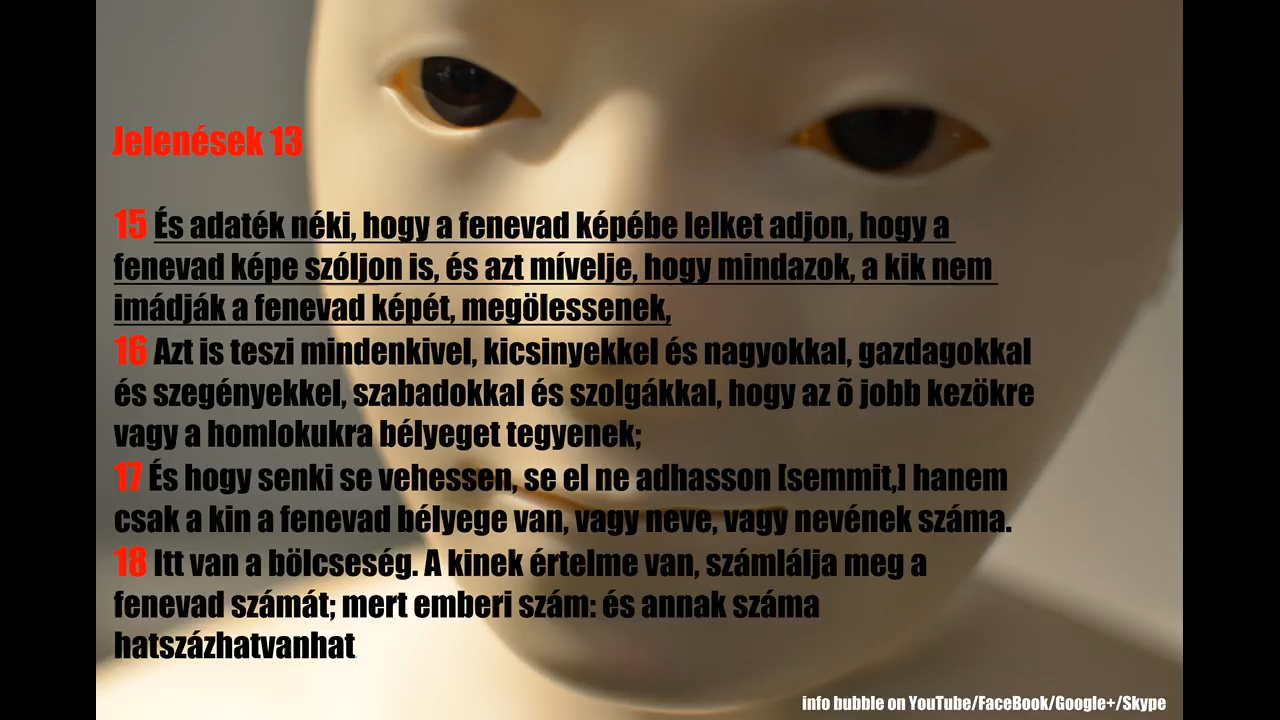 Jelenések 13
15 És adaték néki, hogy a fenevad képébe lelket adjon, hogy a
fenevad képe szóljon is, és azt mívelje, hogy mindazok, a kik nem
imádják a fenevad képét, megölessenek,
16 Azt is teszi mindenkivel, kicsinyekkel és nagyokkal, gazdagokkal
és szegényekkel, szabadokkal és szolgákkal, hogy az õ jobb kezökre
vagy a homlokukra bélyeget tegyenek;
17 És hogy senki se vehessen, se el ne adhasson [semmit,] hanem
csak a kin a fenevad bélyege van, vagy neve, vagy nevének száma.
18 Itt van a bölcseség. A kinek értelme van, számlálja meg a
fenevad számát; mert emberi szám: és annak száma
hatszázhatvanhat
info bubble on YouTube/FaceBook/Google+/Skype